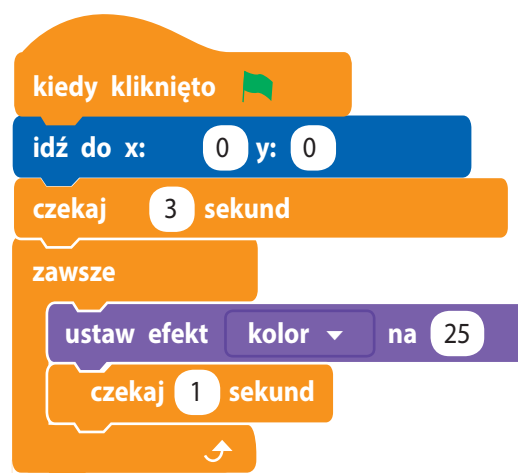 kiedy kliknięto
idź do x: 0 y: 0
czekaj 3 sekund
zawsze
ustaw efekt kolor na 25
czekaj 1 sekund